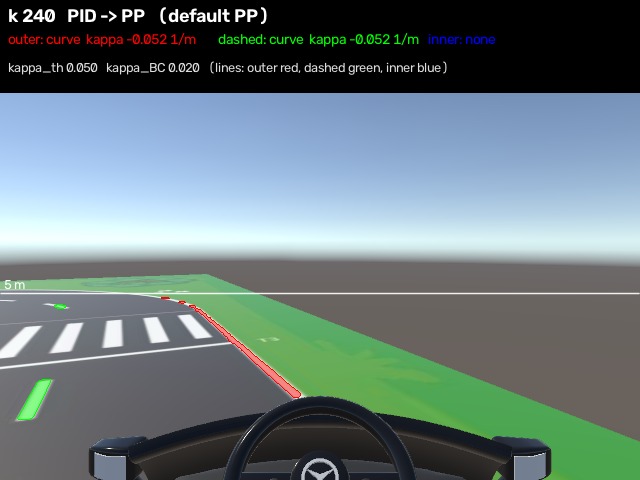 k 240 PID -> PP (default PP)
outer: curve kappa -0.052 1/m dashed: curve kappa -0.052 1/m inner: none
kappa_th 0.050 kappa_BC 0.020 (lines: outer red, dashed green, inner blue)
5 m